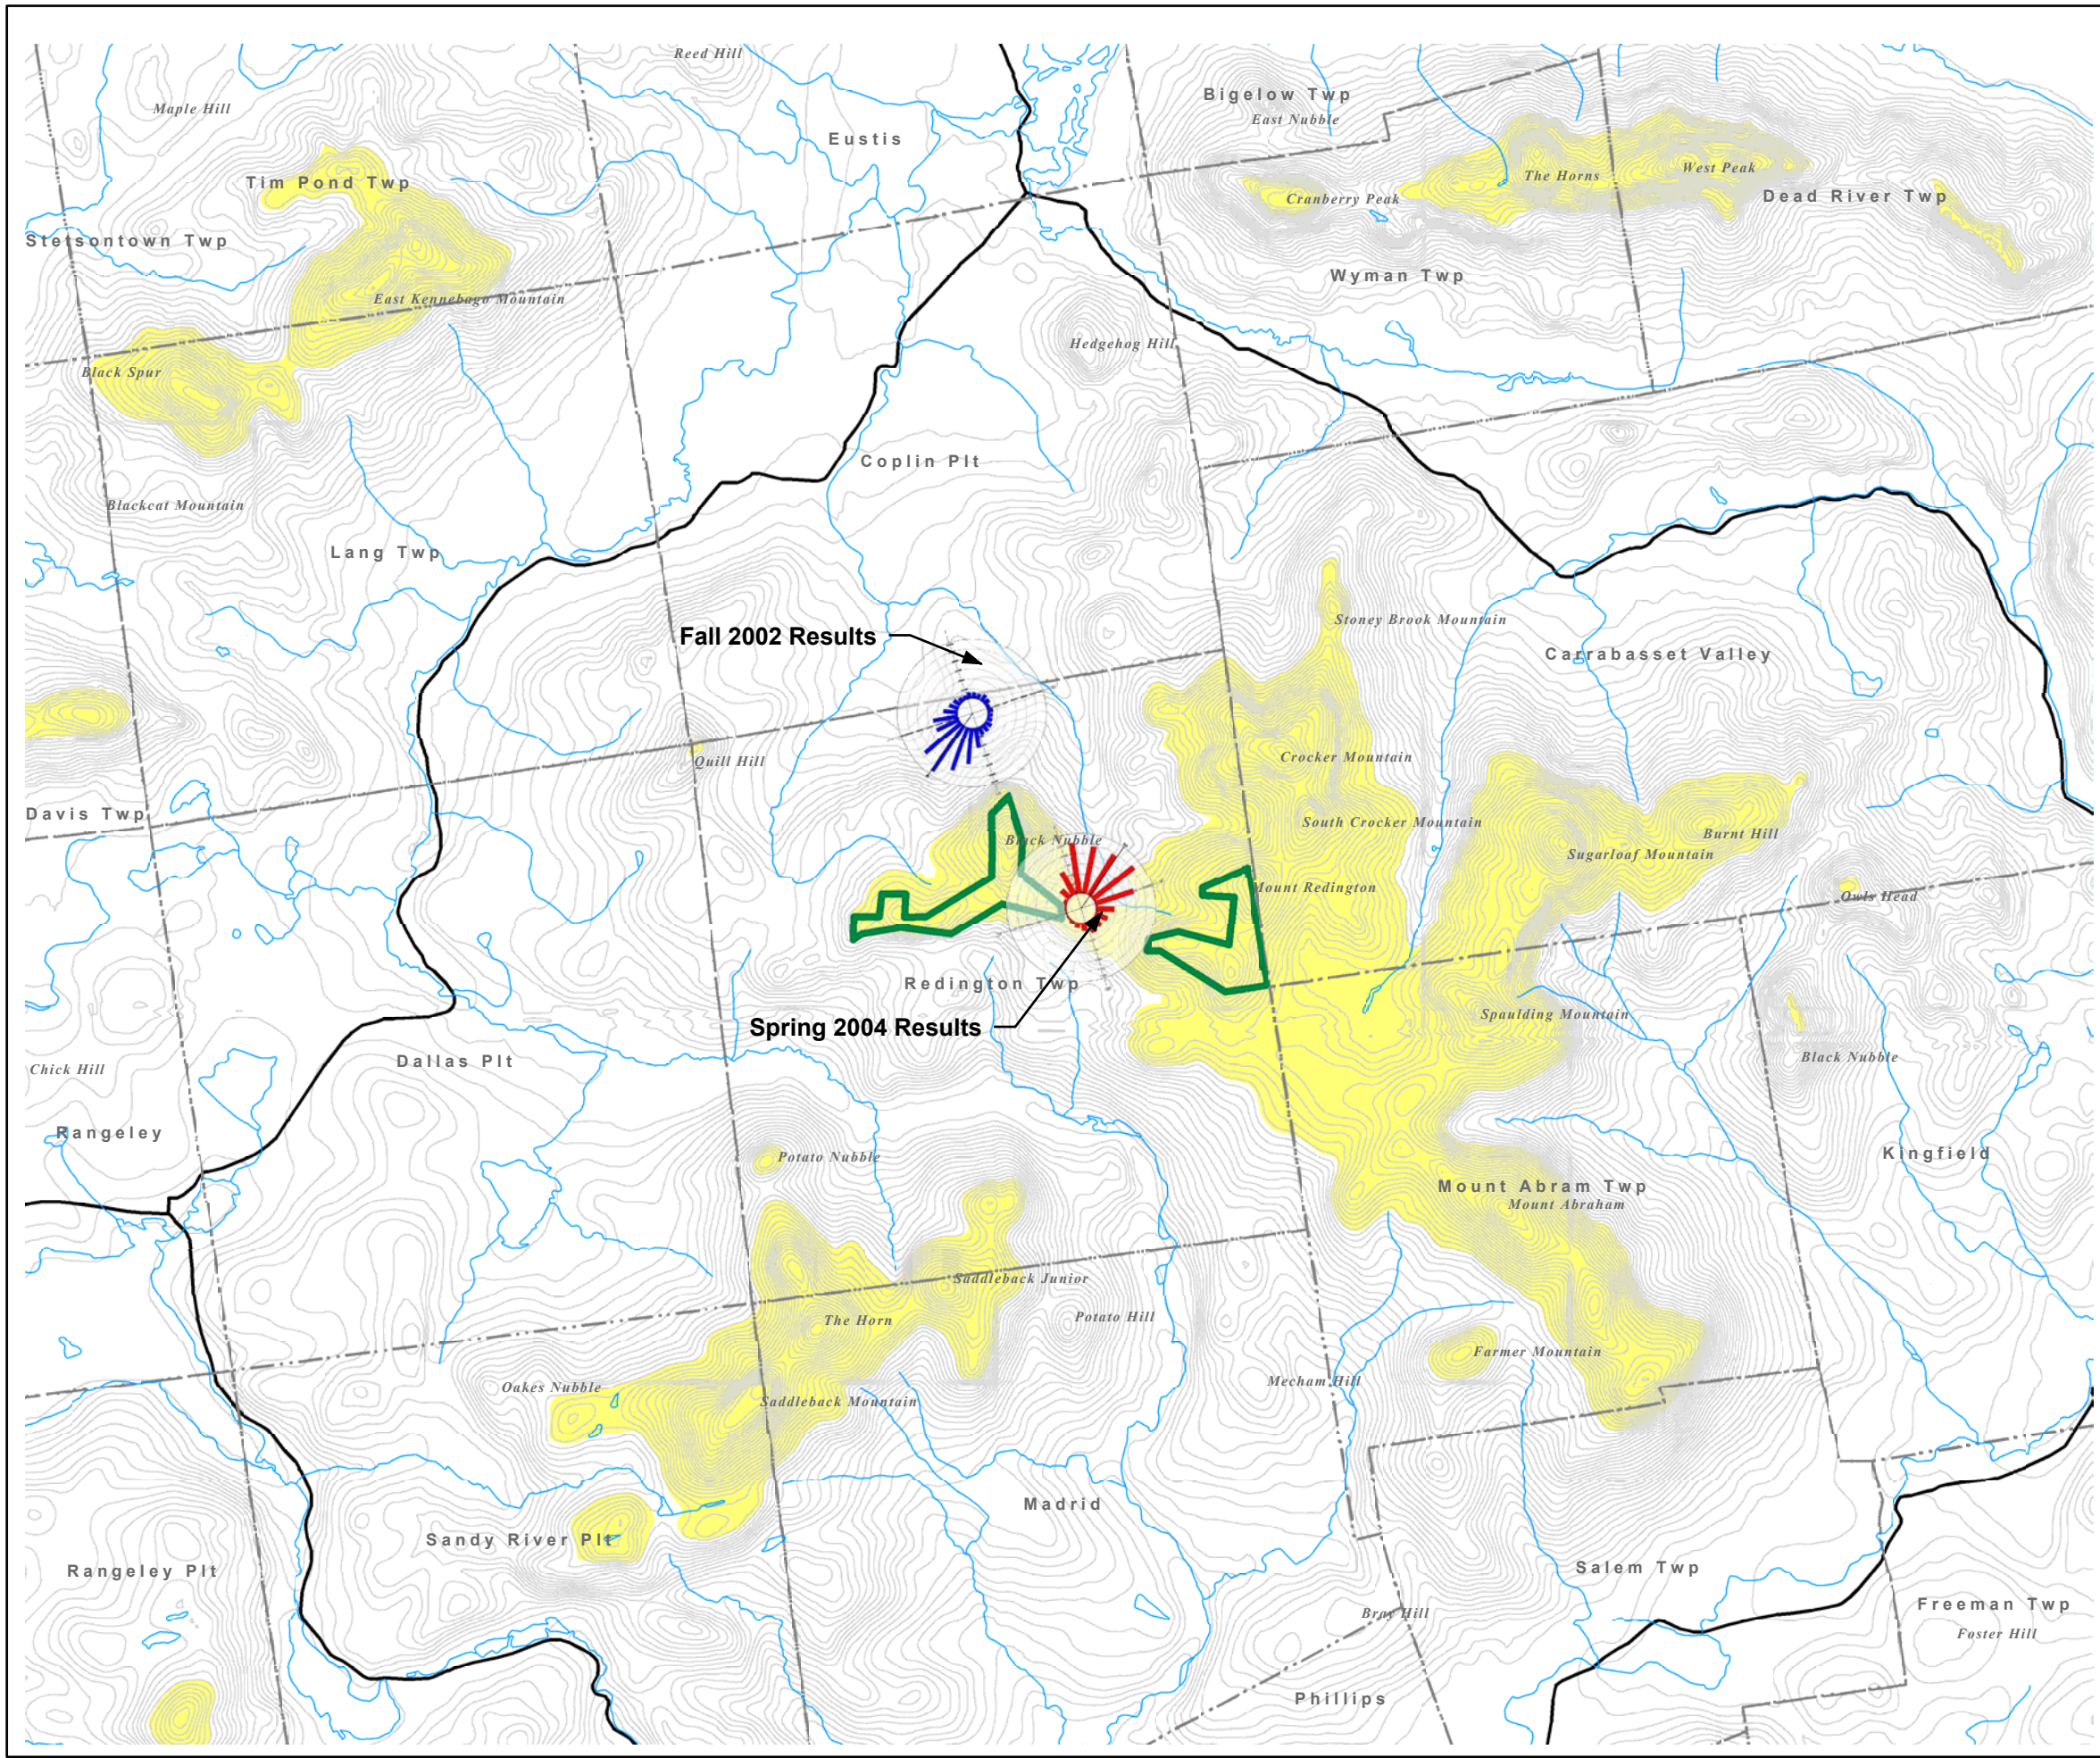 Reed Hill
Maple Hill
Bigelow Twp
East Nubble
Eustis
The Horns
West Peak
Tim Pond Twp
Cranberry Peak
Dead River Twp
Stetsontown Twp
Wyman Twp
East Kennebago Mountain
Hedgehog Hill
Black Spur
Coplin Plt
Blackcat Mountain
Lang Twp
Stoney Brook Mountain
Fall 2002 Results
Carrabasset Valley
Crocker Mountain
Quill Hill
Davis Twp
South Crocker Mountain
Burnt Hill
Black Nubble
Sugarloaf Mountain
Mount Redington
Owls Head
Redington Twp
Spaulding Mountain
Spring 2004 Results
Black Nubble
Dallas Plt
Chick Hill
Rangeley
Potato Nubble
Kingfield
Mount Abram Twp
Mount Abraham
Saddleback Junior
The Horn
Potato Hill
Farmer Mountain
Oakes Nubble
Mecham Hill
Saddleback Mountain
Madrid
Sandy River Plt
Rangeley Plt
Salem Twp
Freeman Twp
Bray Hill
Foster Hill
Phillips